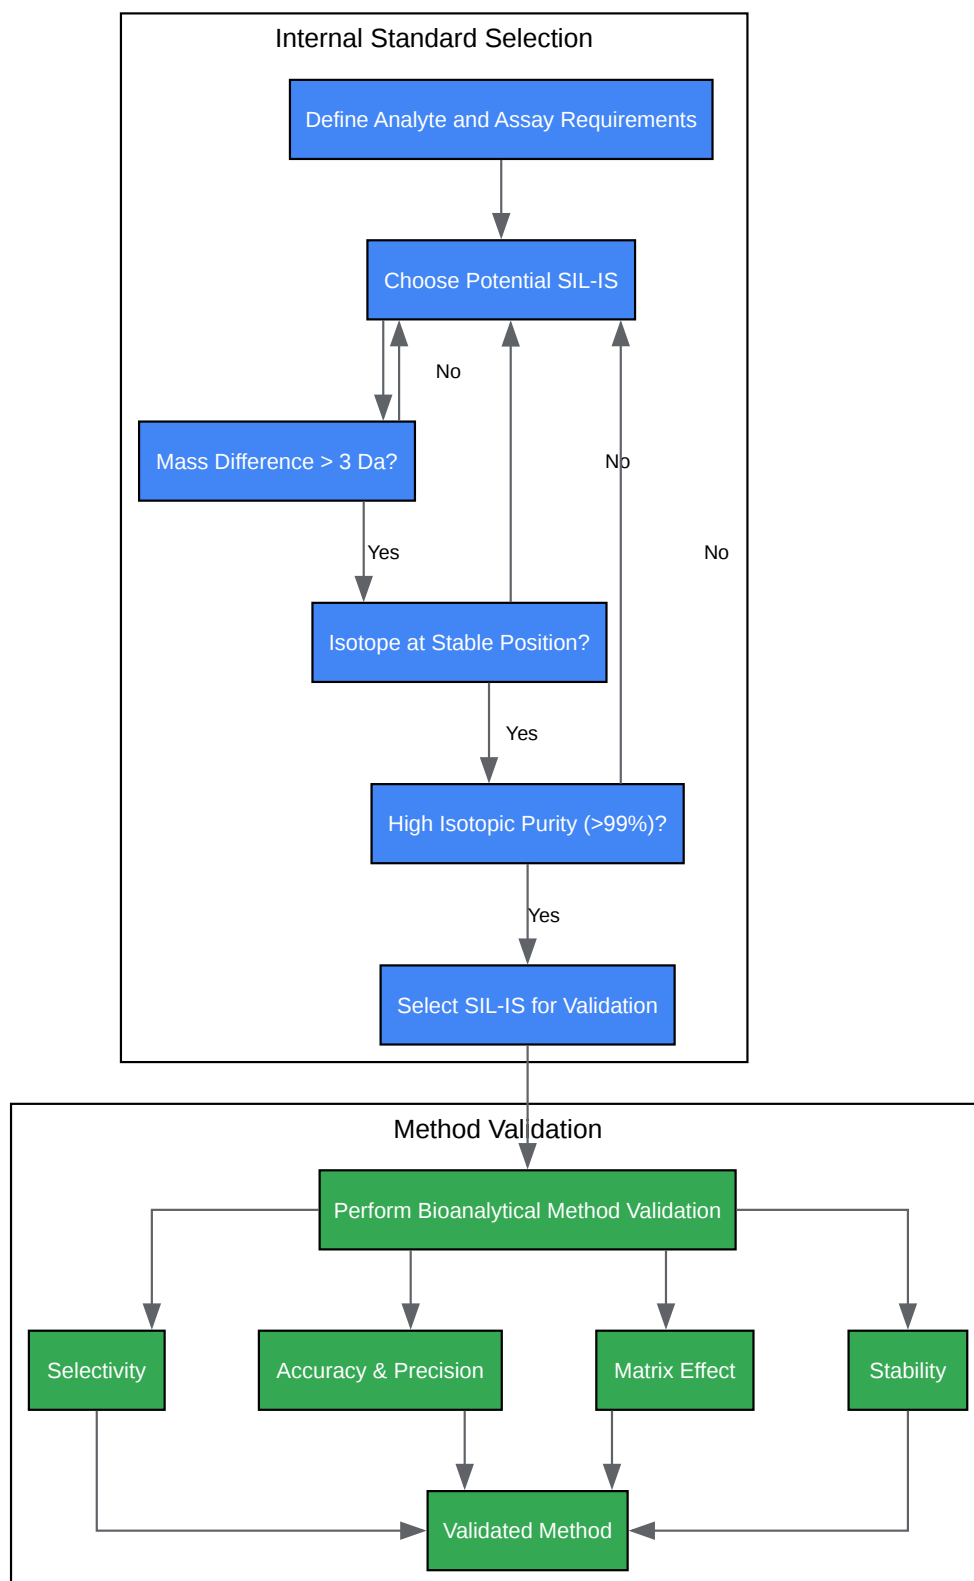 Internal Standard Selection
Define Analyte and Assay Requirements
Choose Potential SIL-IS
No
Mass Difference > 3 Da?
No
Yes
No
Isotope at Stable Position?
Yes
High Isotopic Purity (>99%)?
Yes
Select SIL-IS for Validation
Method Validation
Perform Bioanalytical Method Validation
Selectivity
Accuracy & Precision
Matrix Effect
Stability
Validated Method